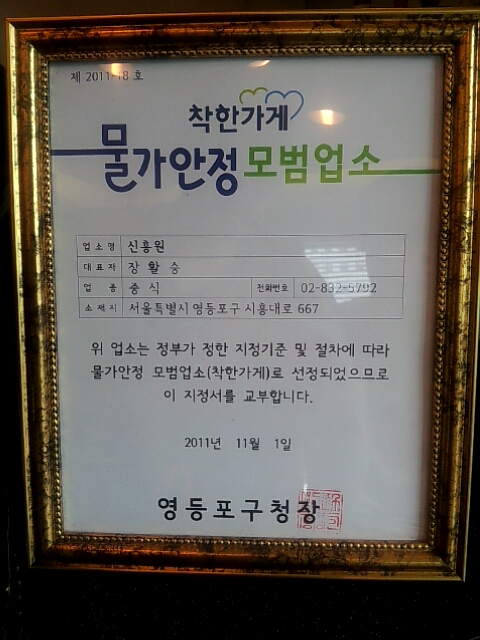 제 2011-18 호
착한가게
물가안정 모범업소
업소명 신흥원
대표자 장활승
업종 중식 전화번호 02-832-5792
소재지 서울특별시 영등포구 시흥대로 667
위 업소는 정부가 정한 지정기준 및 절차에 따라
물가안정 모범업소(착한가게)로 선정되었으므로
이 지정서를 교부합니다.
2011년 11월 1일
영등포구청장